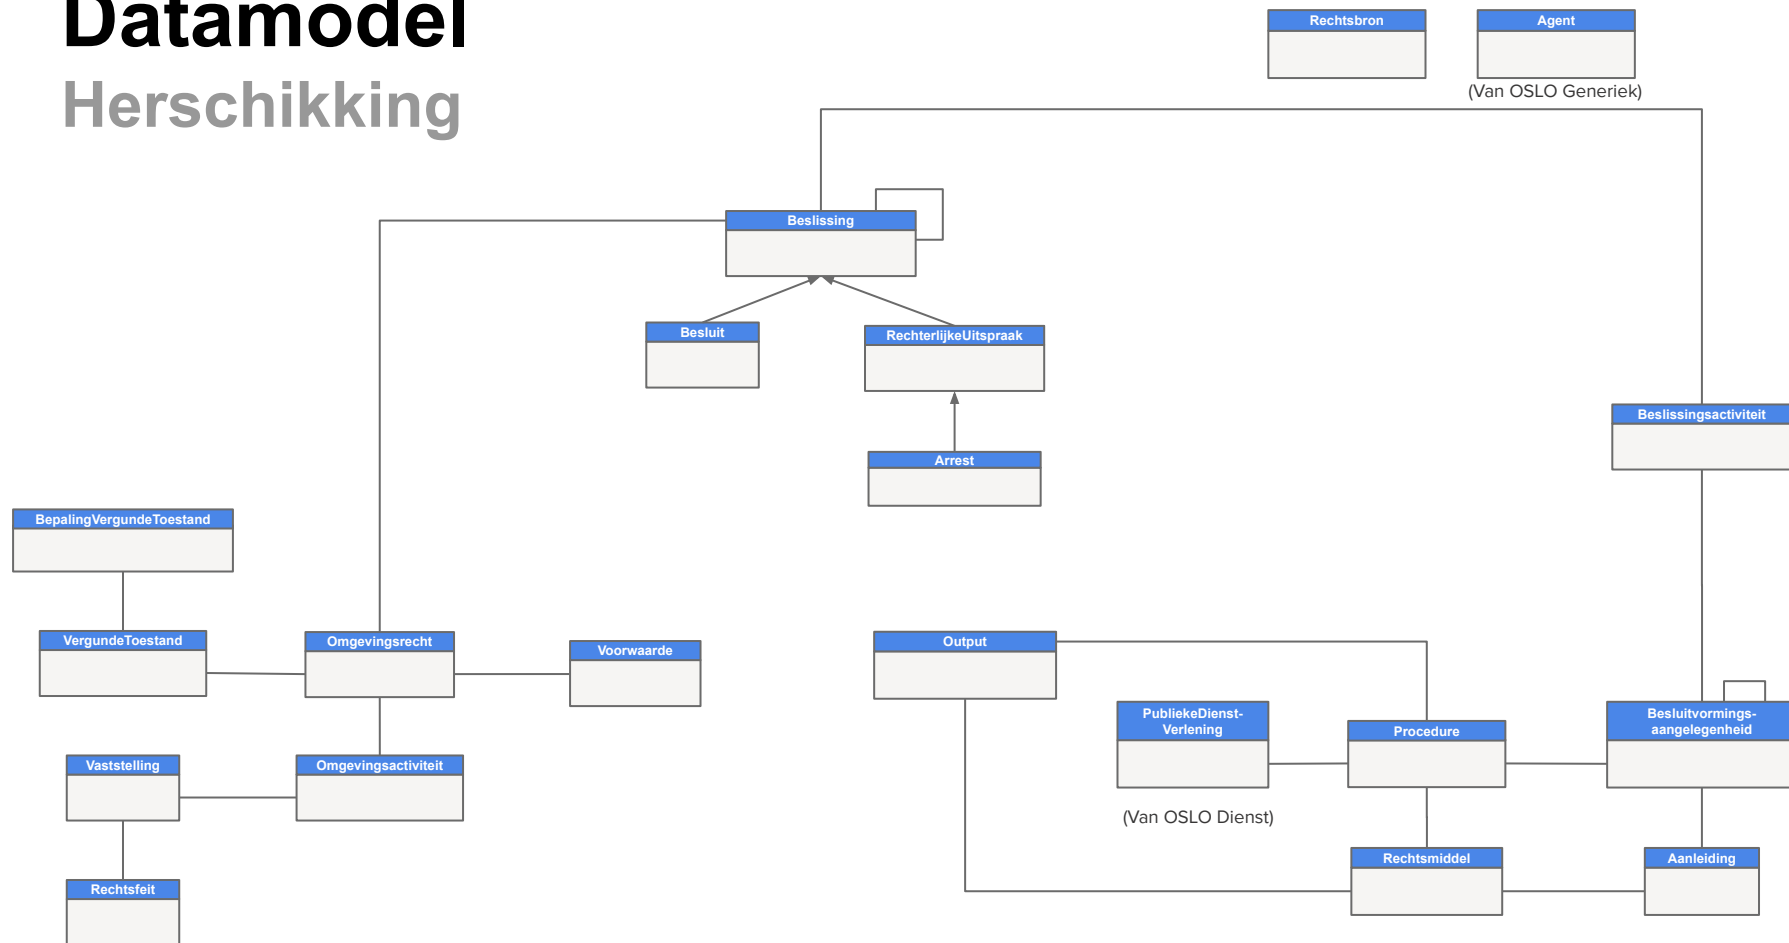 Datamodel
Herschikking
Rechtsbron
Agent
(Van OSLO Generiek)
Beslissing
Besluit
RechterlijkeUitspraak
Arrest
Beslissingsactiviteit
BepalingVergundeToestand
VergundeToestand
Omgevingsrecht
Voorwaarde
Output
PubliekeDienst-
Verlening
Procedure
Besluitvormings-
aangelegenheid
(Van OSLO Dienst)
Vaststelling
Omgevingsactiviteit
Rechtsmiddel
Aanleiding
Rechtsfeit